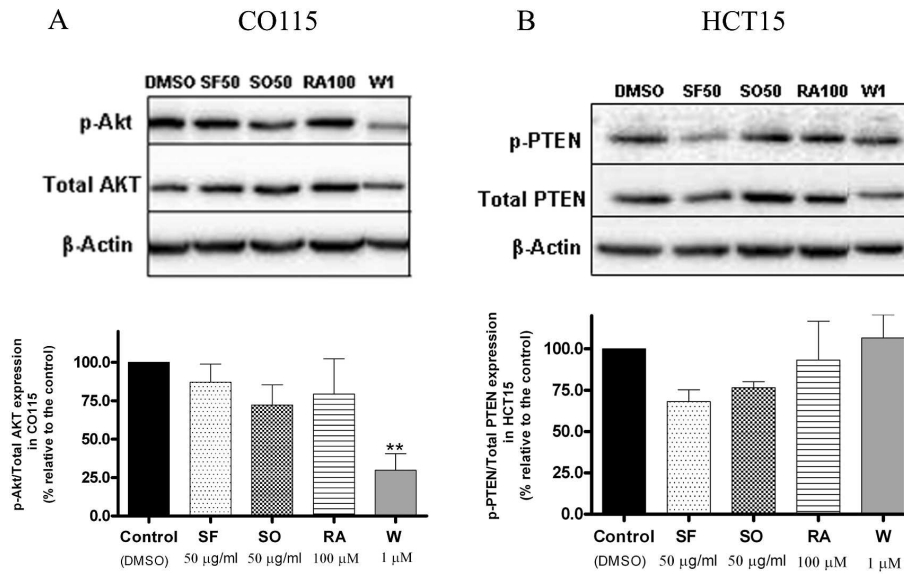 A CO115
DMSO SF50 SO50 RA100 W1
p-Akt
Total AKT
β-Actin
p-Akt/Total AKT expression
in CO115
(% relative to the control)
100.0
75.0
50.0
25.0
0.0
**
Control SF SO RA W
(DMSO) 50 µg/ml 50 µg/ml 100 µM 1 µM
B HCT15
DMSO SF50 SO50 RA100 W1
p-PTEN
Total PTEN
β-Actin
p-PTEN/Total PTEN expression
in HCT15
(% relative to the control)
100.0
75.0
50.0
25.0
0.0
Control SF SO RA W
(DMSO) 50 µg/ml 50 µg/ml 100 µM 1 µM